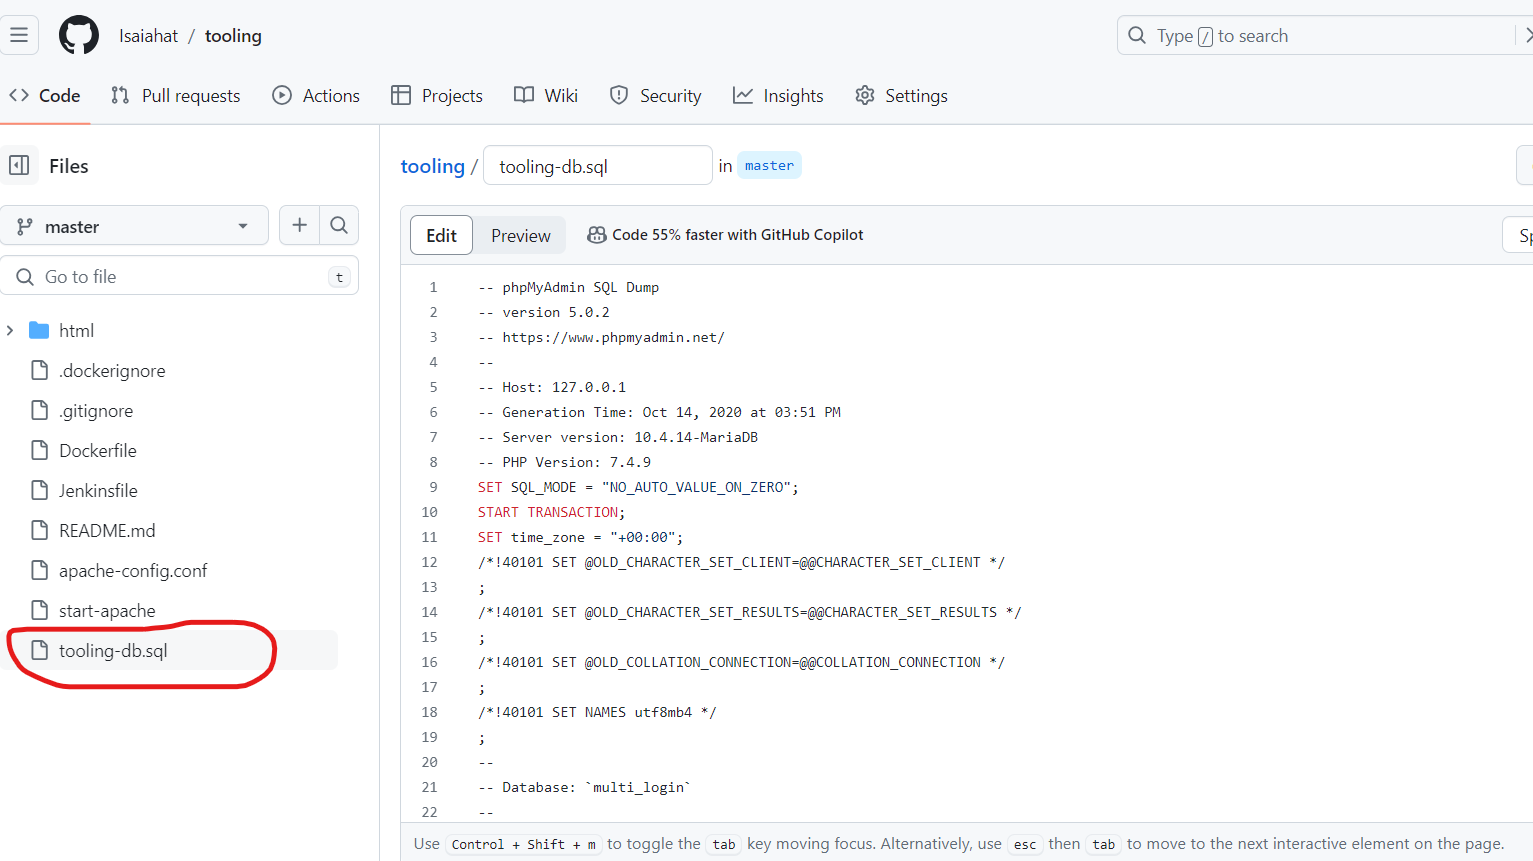 Isaiahat / tooling
Type / to search
Code
Pull requests
Actions
Projects
Wiki
Security
Insights
Settings
Files
master
Go to file
t
html
.dockerignore
.gitignore
Dockerfile
Jenkinsfile
README.md
apache-config.conf
start-apache
tooling-db.sql
tooling / tooling-db.sql in master
Edit
Preview
Code 55% faster with GitHub Copilot
1 -- phpMyAdmin SQL Dump
2 -- version 5.0.2
3 -- https://www.phpmyadmin.net/
4 --
5 -- Host: 127.0.0.1
6 -- Generation Time: Oct 14, 2020 at 03:51 PM
7 -- Server version: 10.4.14-MariaDB
8 -- PHP Version: 7.4.9
9 SET SQL_MODE = "NO_AUTO_VALUE_ON_ZERO";
10 START TRANSACTION;
11 SET time_zone = "+00:00";
12 /*!40101 SET @OLD_CHARACTER_SET_CLIENT=@@CHARACTER_SET_CLIENT */
13 ;
14 /*!40101 SET @OLD_CHARACTER_SET_RESULTS=@@CHARACTER_SET_RESULTS */
15 ;
16 /*!40101 SET @OLD_COLLATION_CONNECTION=@@COLLATION_CONNECTION */
17 ;
18 /*!40101 SET NAMES utf8mb4 */
19 ;
20 --
21 -- Database: `multi_login`
22 --
Use Control + Shift + m to toggle the tab key moving focus. Alternatively, use esc then tab to move to the next interactive element on the page.